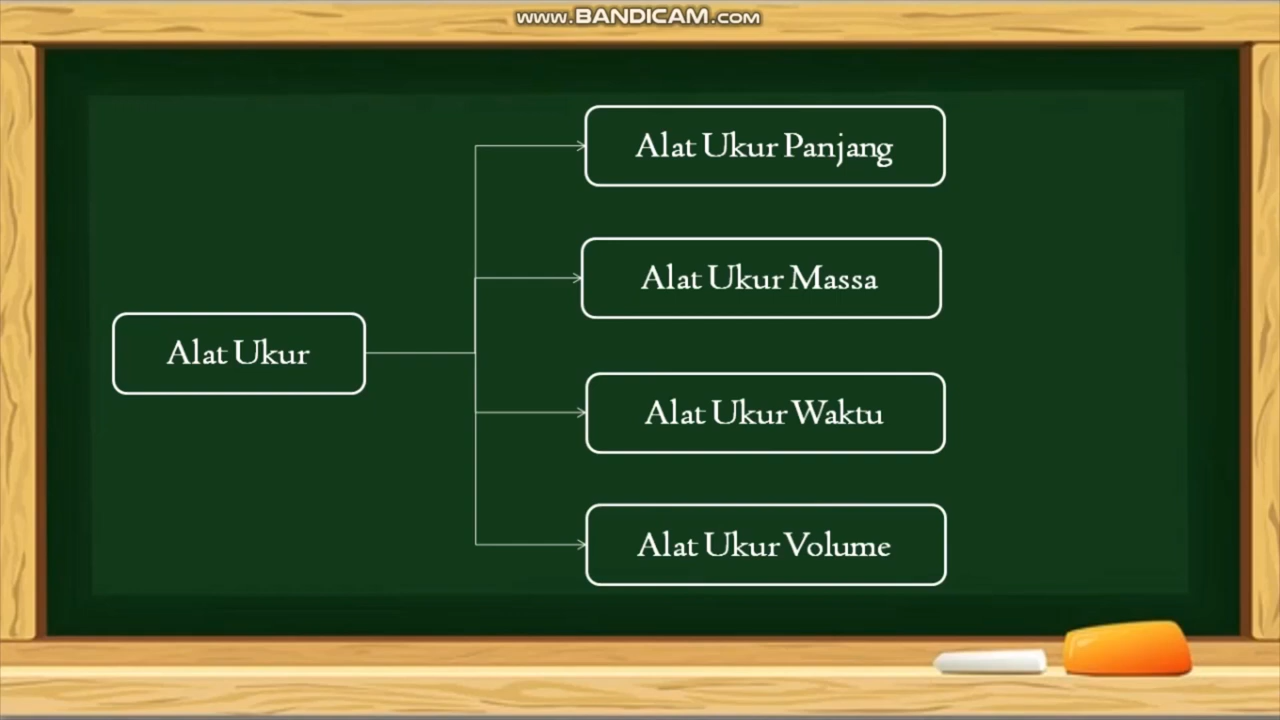 www.BANDICAM.com
Alat Ukur
Alat Ukur Panjang
Alat Ukur Massa
Alat Ukur Waktu
Alat Ukur Volume